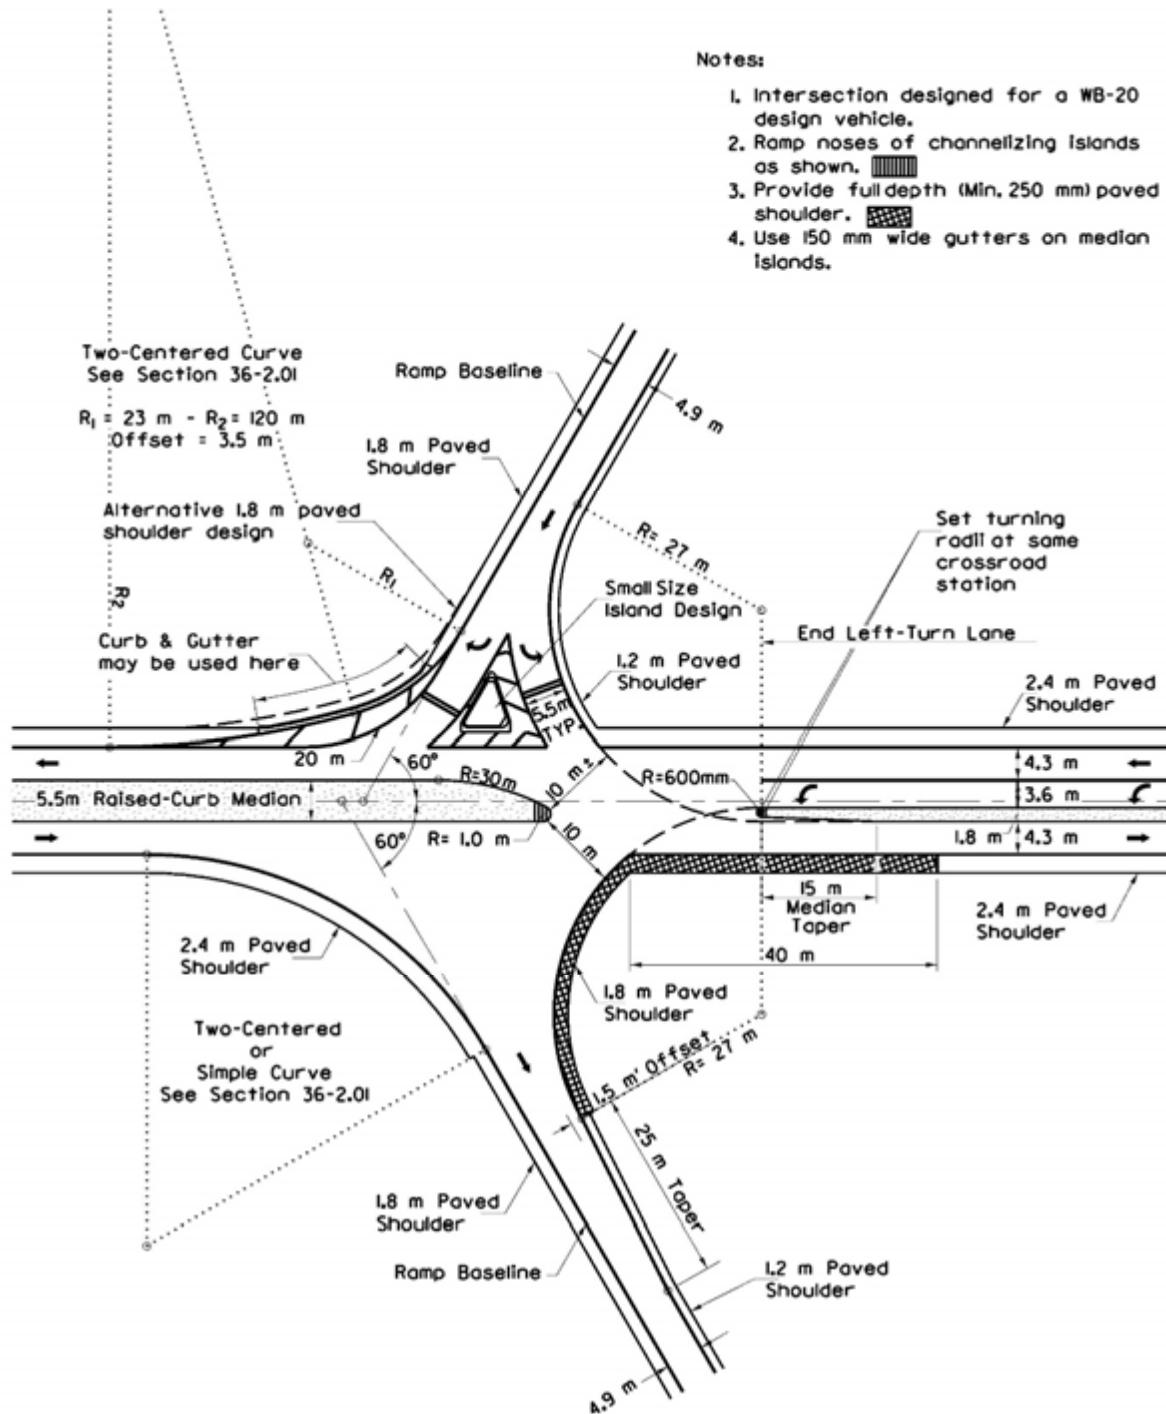 Notes:
1. Intersection designed for a WB-20
design vehicle.
2. Ramp noses of channelizing islands
as shown.
3. Provide full depth (Min. 250 mm) paved
shoulder.
4. Use 150 mm wide gutters on median
islands.
Two-Centered Curve
See Section 36-2.01
R1 = 23 m - R2 = 120 m
Offset = 3.5 m
Ramp Baseline
4.9 m
1.8 m Paved
Shoulder
Alternative 1.8 m paved
shoulder design
R= 27 m
Set turning
radii at same
crossroad
station
R1
R2
Small Size
Island Design
End Left-Turn Lane
Curb & Gutter
may be used here
1.2 m Paved
Shoulder
2.4 m Paved
Shoulder
5.5m
TYP.
20 m
60°
R=30m
10 m±
R=600mm
4.3 m
3.6 m
5.5m Raised-Curb Median
60°
R= 1.0 m
10 m
1.8 m
4.3 m
15 m
Median
Taper
2.4 m Paved
Shoulder
40 m
2.4 m Paved
Shoulder
1.8 m Paved
Shoulder
Two-Centered
or
Simple Curve
See Section 36-2.01
1.5 m' Offset
R= 27 m
25 m Taper
1.8 m Paved
Shoulder
Ramp Baseline
1.2 m Paved
Shoulder
4.9 m